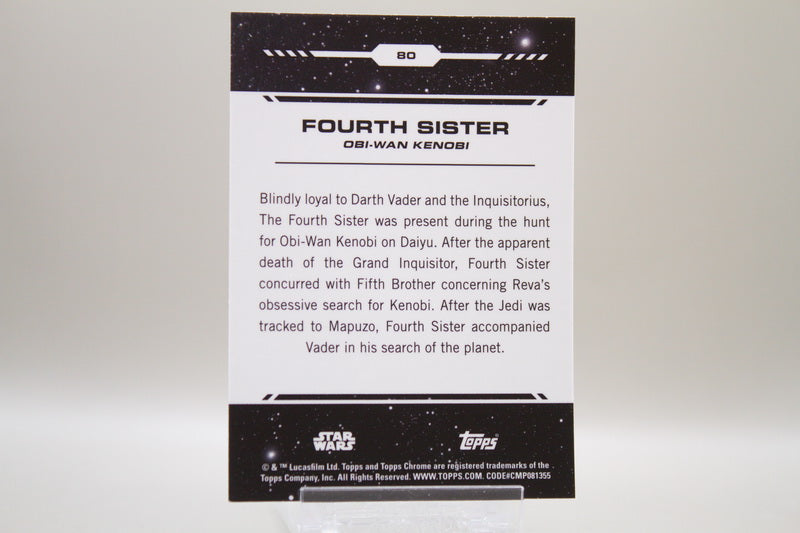 80
FOURTH SISTER
OBI-WAN KENOBI
Blindly loyal to Darth Vader and the Inquisitorius,
The Fourth Sister was present during the hunt
for Obi-Wan Kenobi on Daiyu. After the apparent
death of the Grand Inquisitor, Fourth Sister
concurred with Fifth Brother concerning Reva's
obsessive search for Kenobi. After the Jedi was
tracked to Mapuzo, Fourth Sister accompanied
Vader in his search of the planet.
STAR WARS
Topps®
© & ™ Lucasfilm Ltd. Topps and Topps Chrome are registered trademarks of the
Topps Company, Inc. All Rights Reserved. WWW.TOPPS.COM. CODE#CMP081355